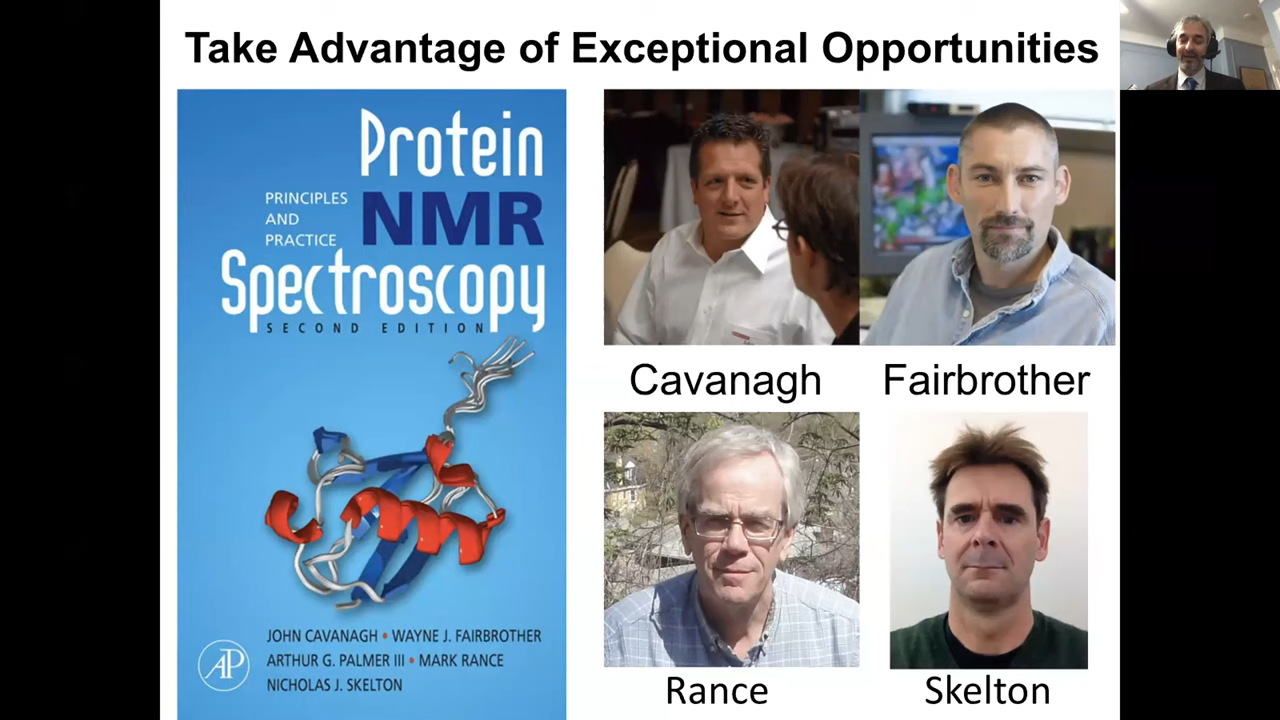 Take Advantage of Exceptional Opportunities
Protein
PRINCIPLES
AND
PRACTICE
NMR
Spectroscopy
SECOND EDITION
JOHN CAVANAGH • WAYNE J. FAIRBROTHER
ARTHUR G. PALMER III • MARK RANCE
NICHOLAS J. SKELTON
AP
Cavanagh
Fairbrother
Rance
Skelton